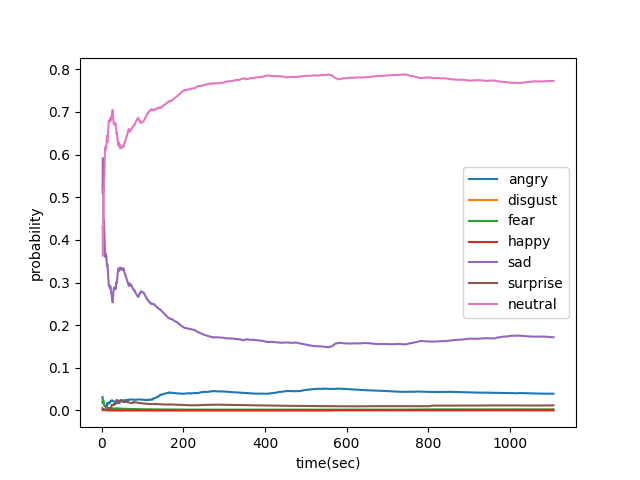 0.8
0.7
0.6
0.5
0.4
0.3
0.2
0.1
0.0
probability
angry
disgust
fear
happy
sad
surprise
neutral
0 200 400 600 800 1000
time(sec)